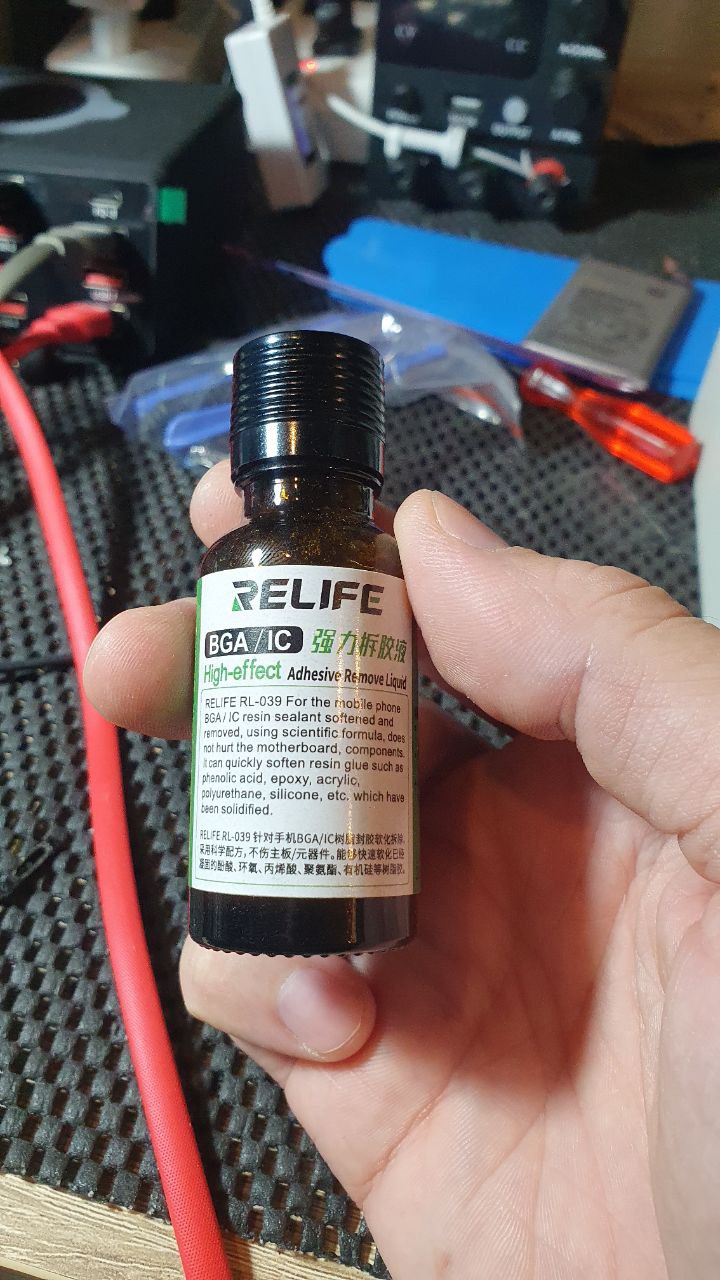 RELIFE
BGA/IC 强力拆胶液
High-effect Adhesive Remove Liquid
RELIFE RL-039 For the mobile phone
BGA/IC resin sealant softened and
removed, using scientific formula, does
not hurt the motherboard, components.
It can quickly soften resin glue such as
phenolic acid, epoxy, acrylic,
polyurethane, silicone, etc. which have
been solidified.
RELIFE RL-039 针对手机BGA/IC树脂封胶软化拆除,
采用科学配方,不伤主板/元器件。能够快速软化已经
凝固的酚酸、环氧、丙烯酸、聚氨酯、有机硅等树脂胶。
CV
CC